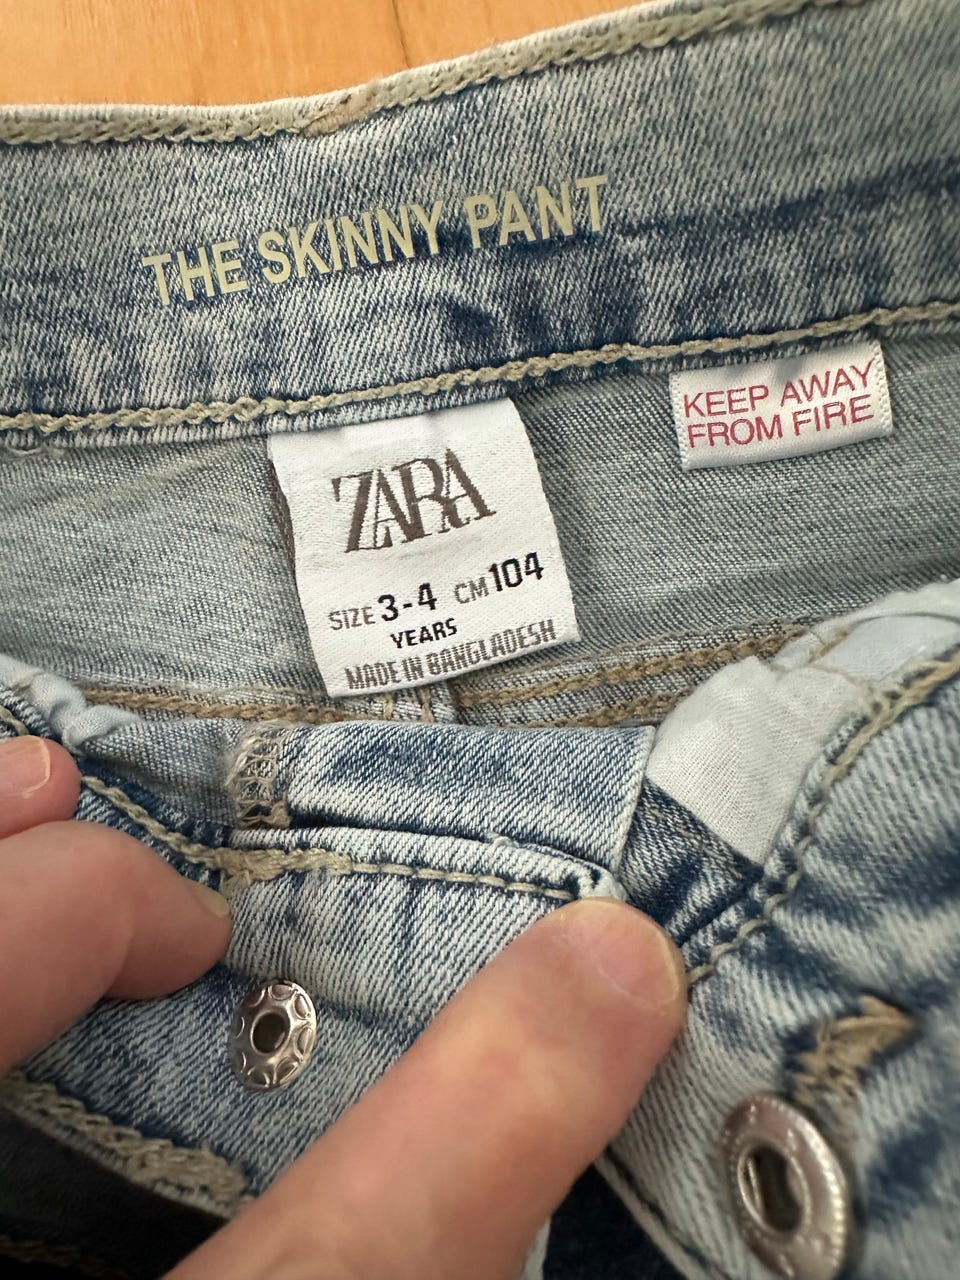 THE SKINNY PANT
KEEP AWAY
FROM FIRE
ZARA
SIZE 3-4 CM 104
YEARS
MADE IN BANGLADESH